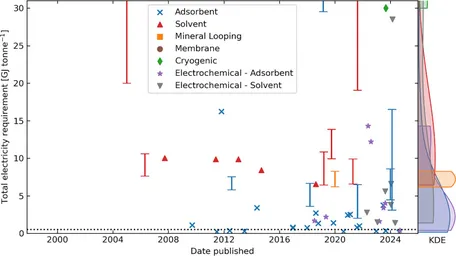 Total electricity requirement [GJ tonne⁻¹]
30
25
20
15
10
5
0
Adsorbent
Solvent
Mineral Looping
Membrane
Cryogenic
Electrochemical - Adsorbent
Electrochemical - Solvent
2000 2004 2008 2012 2016 2020 2024 KDE
Date published